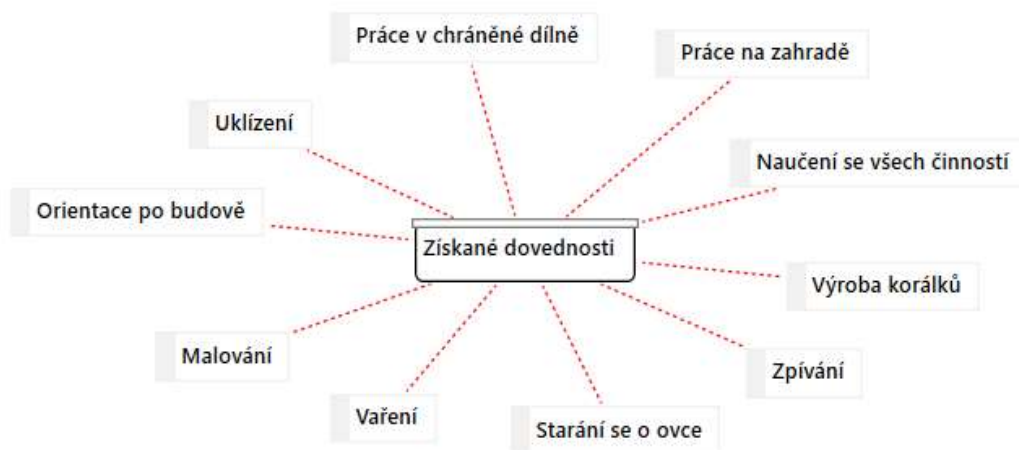 Práce v chráněné dílně
Práce na zahradě
Uklízení
Naučení se všech činností
Orientace po budově
Získané dovednosti
Výroba korálků
Malování
Zpívání
Vaření
Starání se o ovce